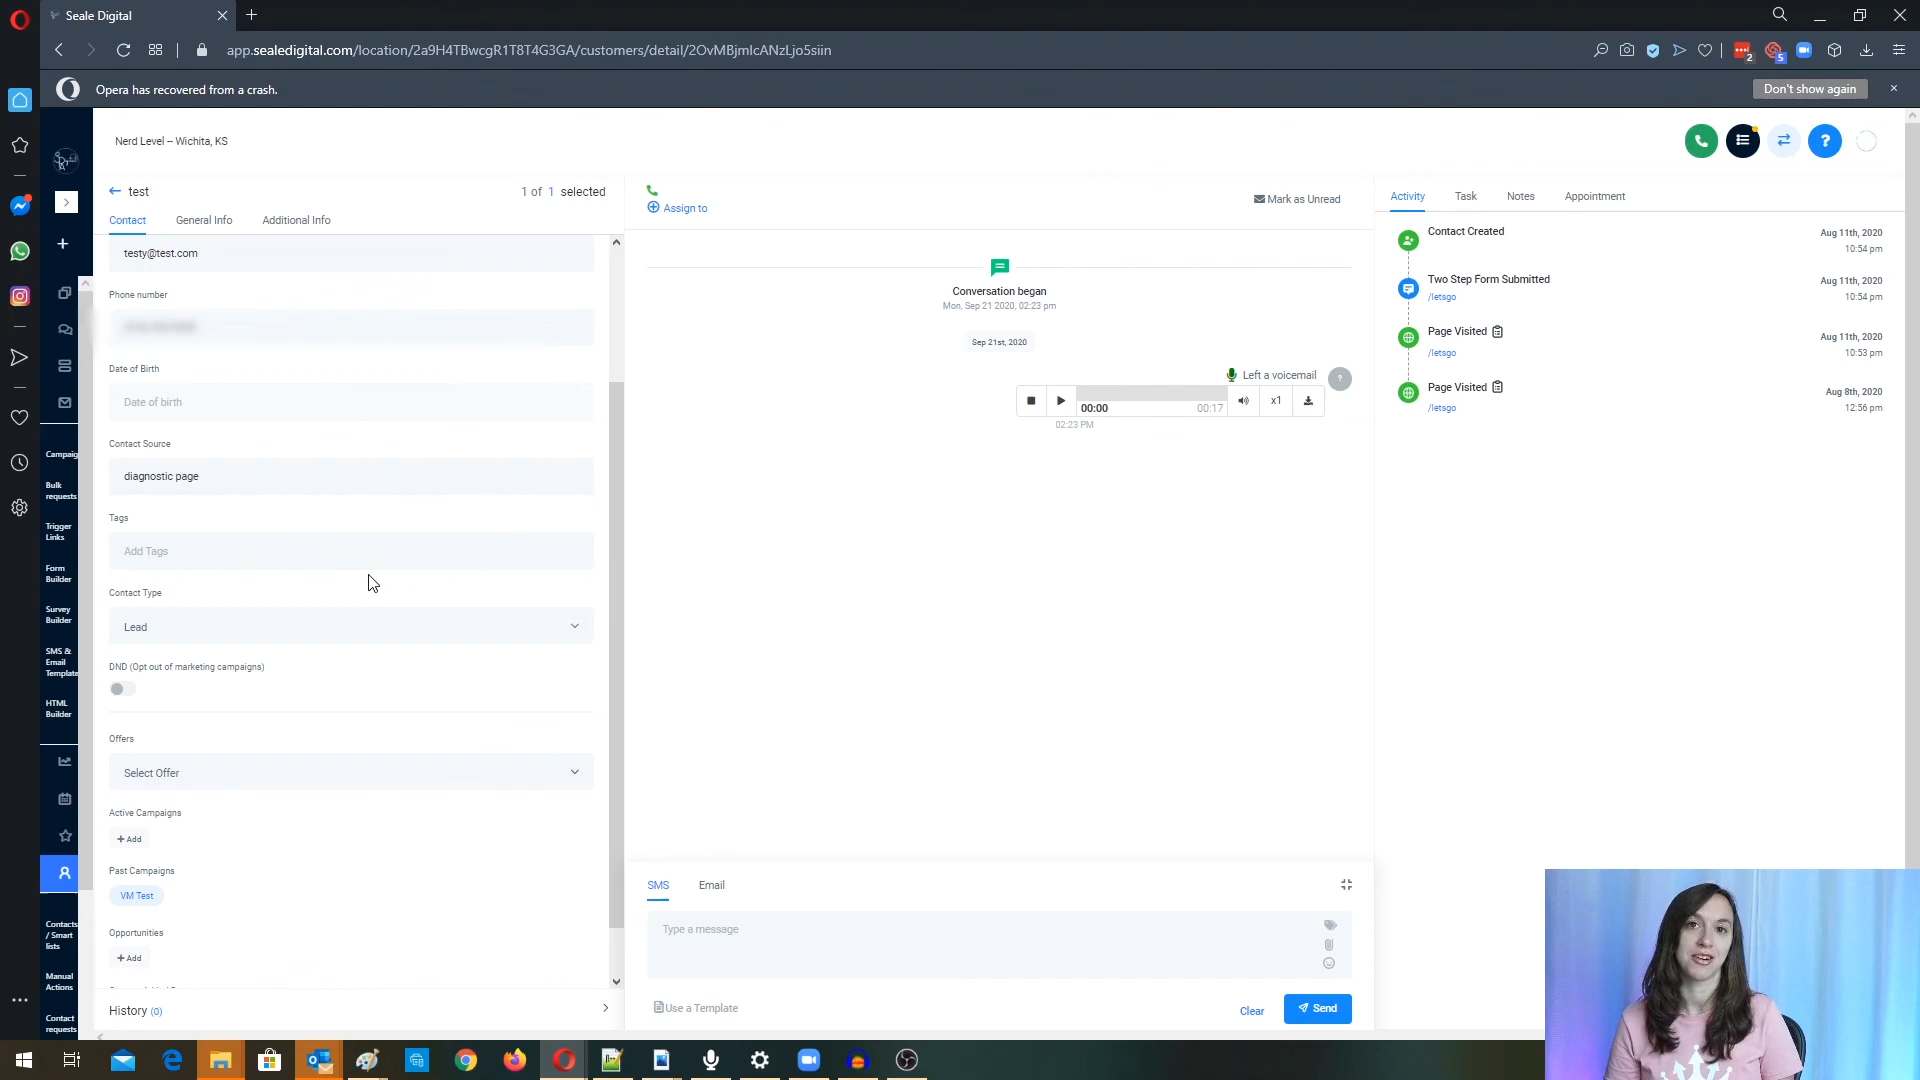 Seale Digital
app.sealedigital.com/location/2a9H4TBwcgR1T8T4G3GA/customers/detail/2OvMBjmlcANzLjo5siin
2
5
Opera has recovered from a crash.
Don't show again
Nerd Level – Wichita, KS
?
test
1 of 1 selected
Contact
General Info
Additional Info
testy@test.com
Phone number
Date of Birth
Date of birth
Contact Source
diagnostic page
Tags
Add Tags
Contact Type
Lead
DND (Opt out of marketing campaigns)
Offers
Select Offer
Active Campaigns
+ Add
Past Campaigns
VM Test
Opportunities
+ Add
History (0)
Campaig
Bulk
requests
Trigger
Links
Form
Builder
Survey
Builder
SMS &
Email
Template
HTML
Builder
Contacts
/ Smart
lists
Manual
Actions
Contact
requests
Assign to
Mark as Unread
Conversation began
Mon, Sep 21 2020, 02:23 pm
Sep 21st, 2020
Left a voicemail
?
00:00
00:17
x1
02:23 PM
SMS
Email
Type a message
Use a Template
Clear
Send
Activity
Task
Notes
Appointment
Contact Created
Aug 11th, 2020
10:54 pm
Two Step Form Submitted
/letsgo
Aug 11th, 2020
10:54 pm
Page Visited
/letsgo
Aug 11th, 2020
10:53 pm
Page Visited
/letsgo
Aug 8th, 2020
12:56 pm